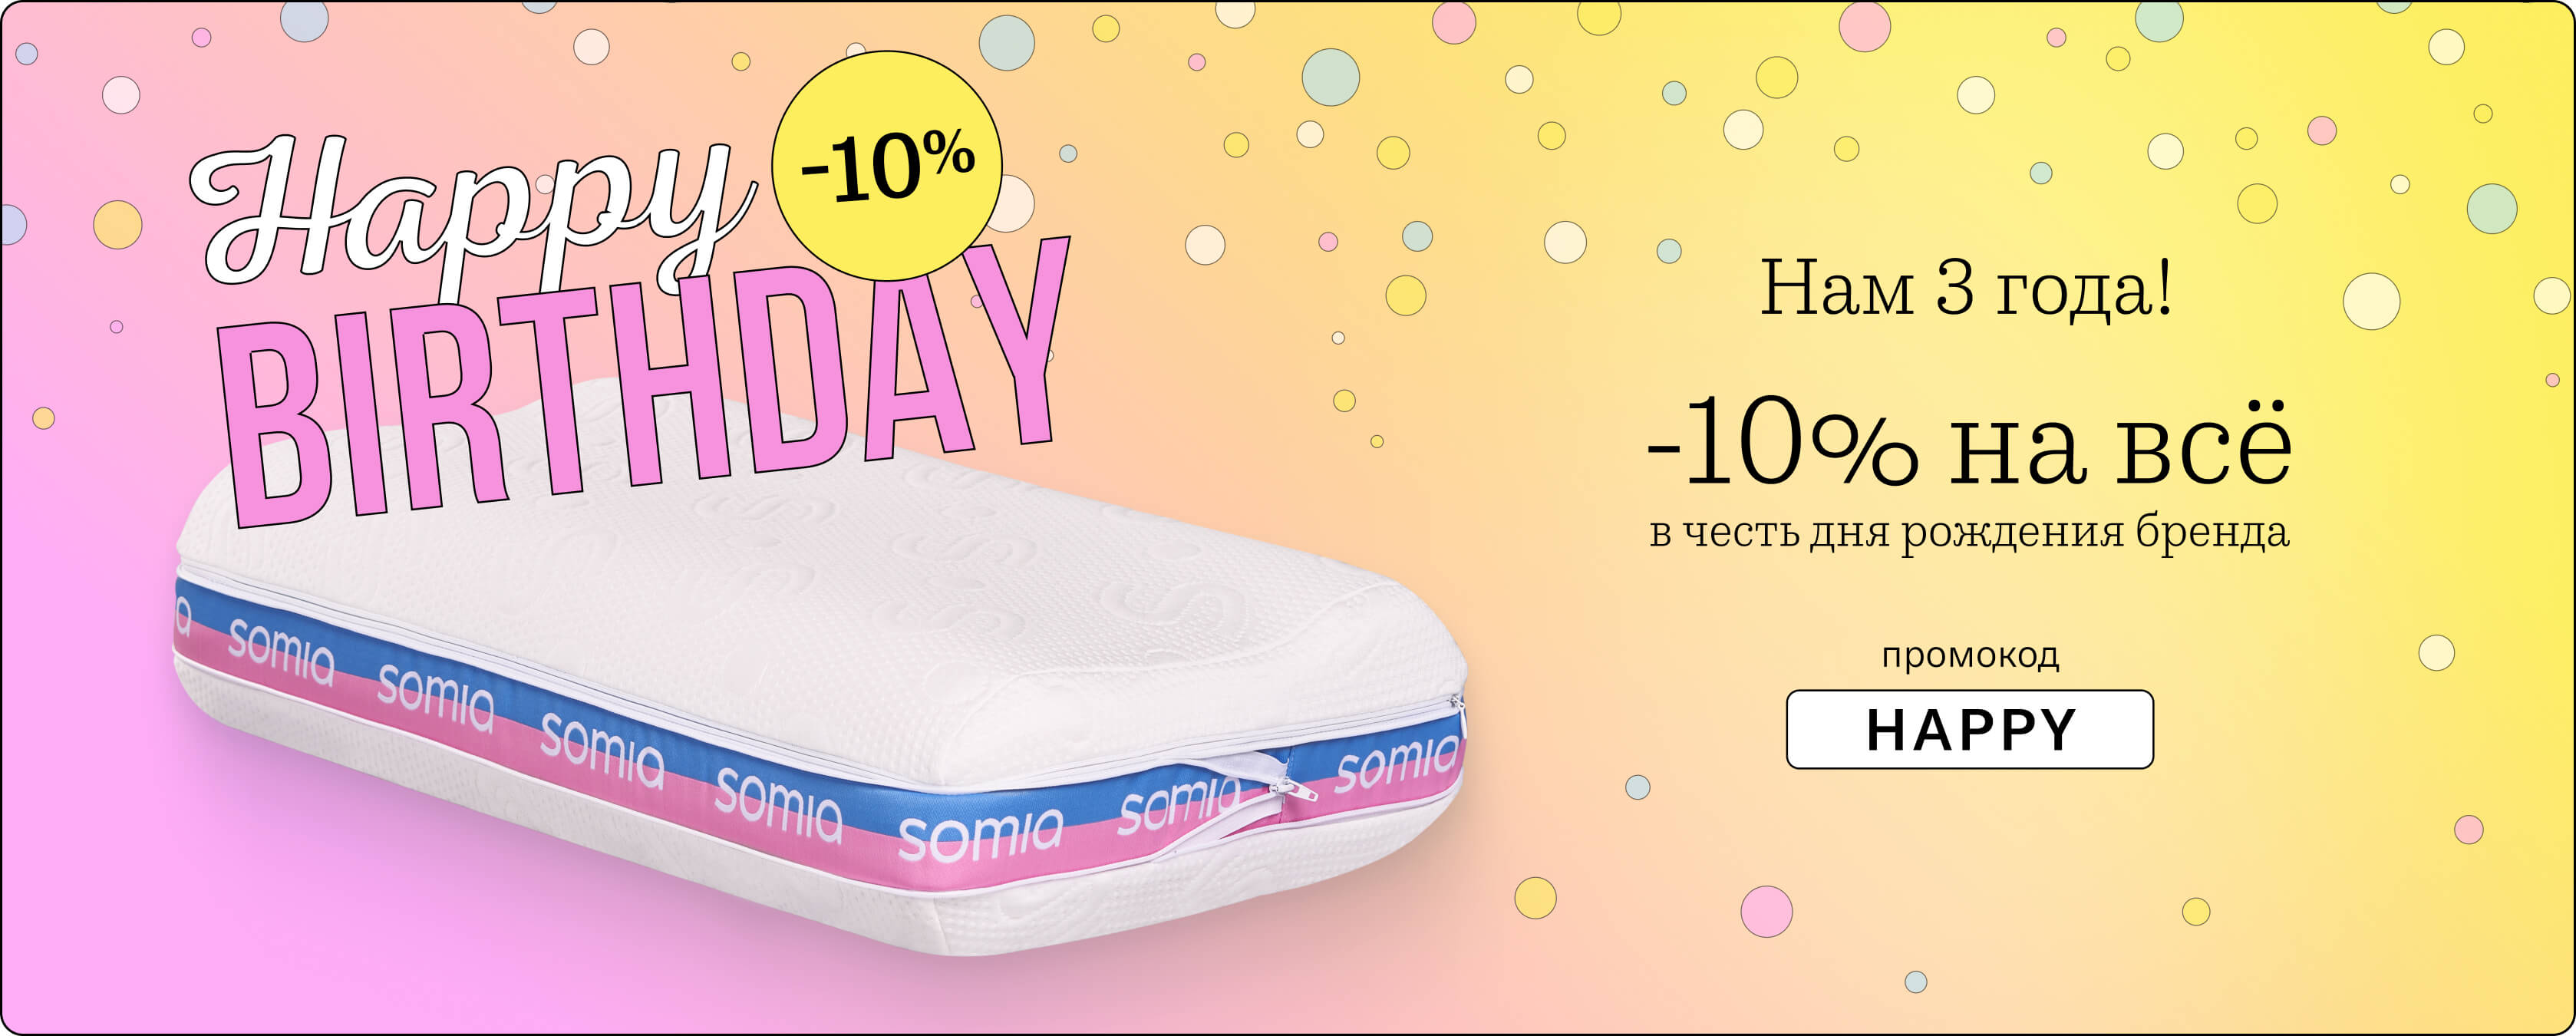 Happy
-10%
BIRTHDAY
a somia somia somia somia somia somia somia
Нам 3 года!
-10% на всё
в честь дня рождения бренда
промокод
HAPPY